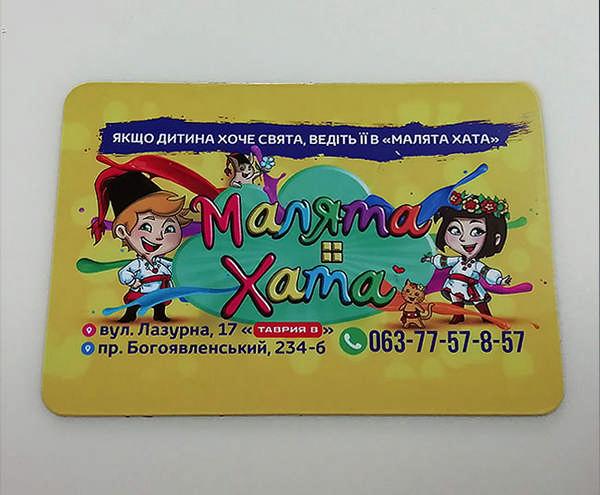 ЯКЩО ДИТИНА ХОЧЕ СВЯТА, ВЕДІТЬ ЇЇ В «МАЛЯТА ХАТА»
Малята
Хата
вул. Лазурна, 17 « ТАВРИЯ В »
пр. Богоявленський, 234-б
063-77-57-8-57